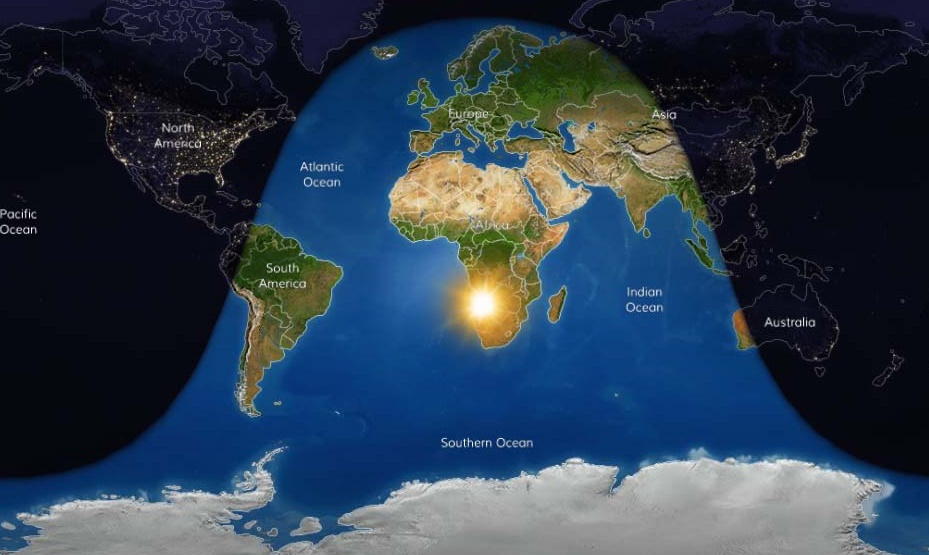 North
America
Europe
Asia
Atlantic
Ocean
Pacific
Ocean
Africa
South
America
Indian
Ocean
Australia
Southern Ocean